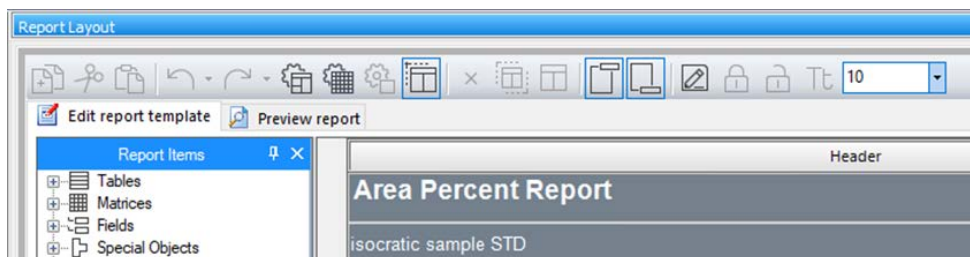 Report Layout
Tt 10
Edit report template Preview report
Report Items Header
Tables
Matrices
Fields
Special Objects
Area Percent Report
isocratic sample STD